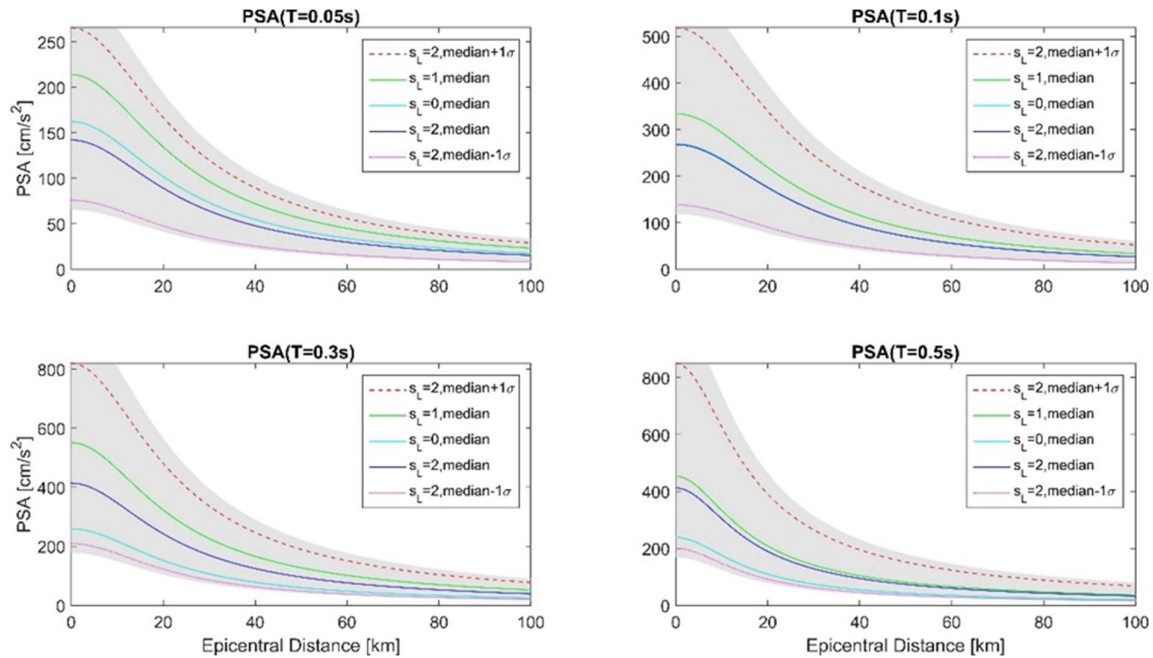 PSA(T=0.05s)
PSA [cm/s²]
250
200
150
100
50
0
s_L=2,median+1σ
s_L=1,median
s_L=0,median
s_L=2,median
s_L=2,median-1σ
0 20 40 60 80 100
PSA(T=0.1s)
500
400
300
200
100
0
s_L=2,median+1σ
s_L=1,median
s_L=0,median
s_L=2,median
s_L=2,median-1σ
0 20 40 60 80 100
PSA(T=0.3s)
PSA [cm/s²]
800
600
400
200
0
s_L=2,median+1σ
s_L=1,median
s_L=0,median
s_L=2,median
s_L=2,median-1σ
0 20 40 60 80 100
Epicentral Distance [km]
PSA(T=0.5s)
800
600
400
200
0
s_L=2,median+1σ
s_L=1,median
s_L=0,median
s_L=2,median
s_L=2,median-1σ
0 20 40 60 80 100
Epicentral Distance [km]